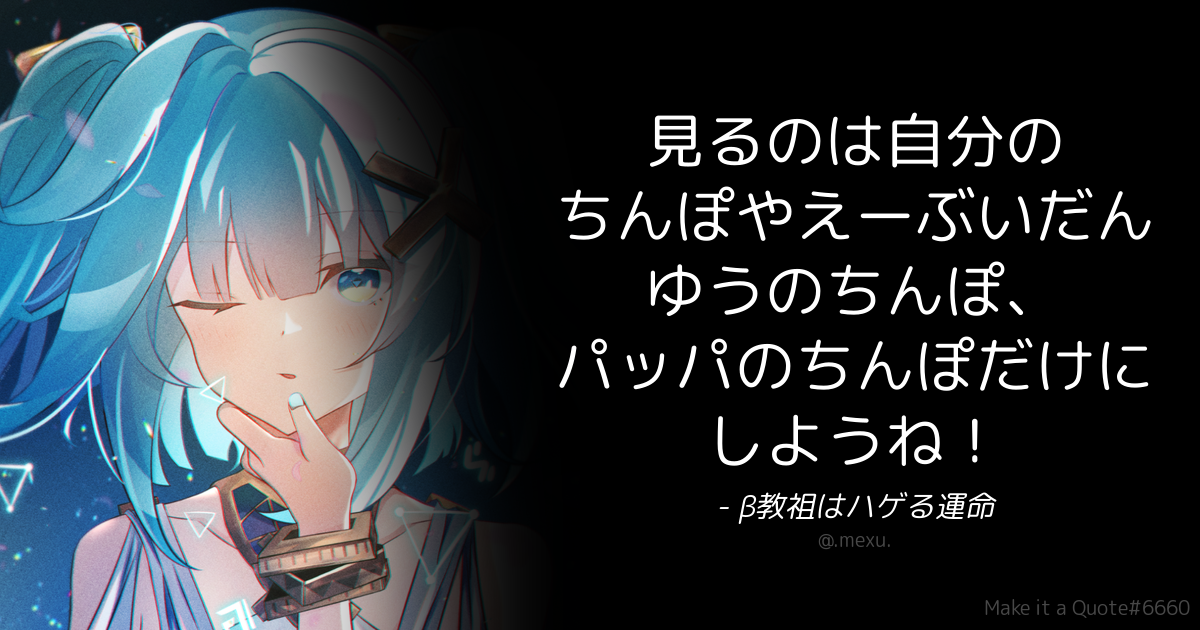 見るのは自分の
ちんぽやえーぶいだん
ゆうのちんぽ、
パッパのちんぽだけに
しようね！
- β教祖はハゲる運命
@.mexu.
Make it a Quote#6660